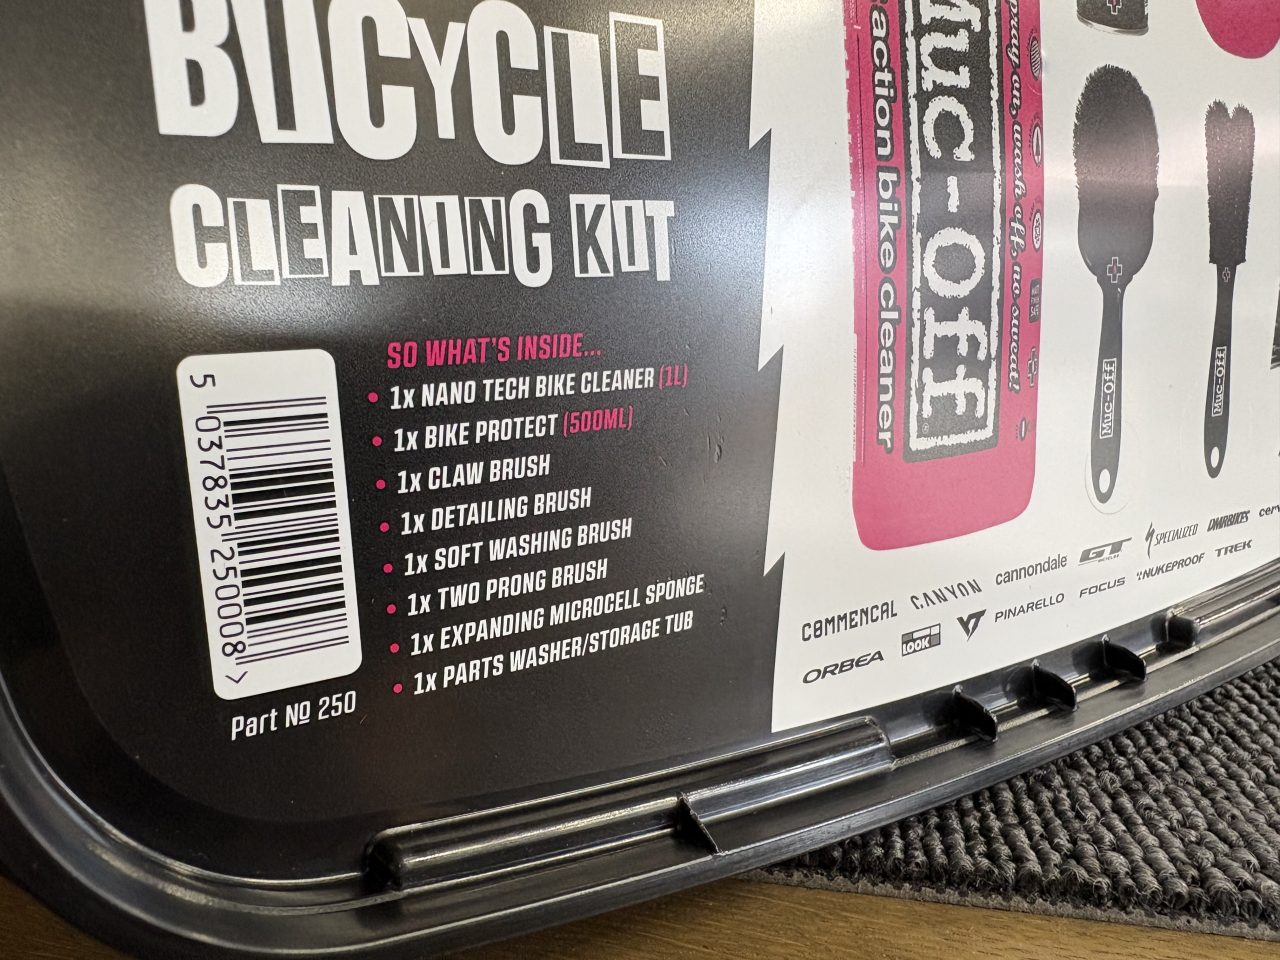 BICYCLE
CLEANING KIT
SO WHAT'S INSIDE...
1x NANO TECH BIKE CLEANER (1L)
1x BIKE PROTECT (500ML)
1x CLAW BRUSH
1x DETAILING BRUSH
1x SOFT WASHING BRUSH
1x TWO PRONG BRUSH
1x EXPANDING MICROCELL SPONGE
1x PARTS WASHER/STORAGE TUB
5 037835 250008 >
Part № 250
Muc-Off
action bike cleaner
spray on, wash off, no sweat!
Muc-Off
Muc-Off
COMMENCAL CANYON cannondale GT SPECIALIZED DMRBIKES cerv
ORBEA LOOK PINARELLO FOCUS NUKEPROOF TREK